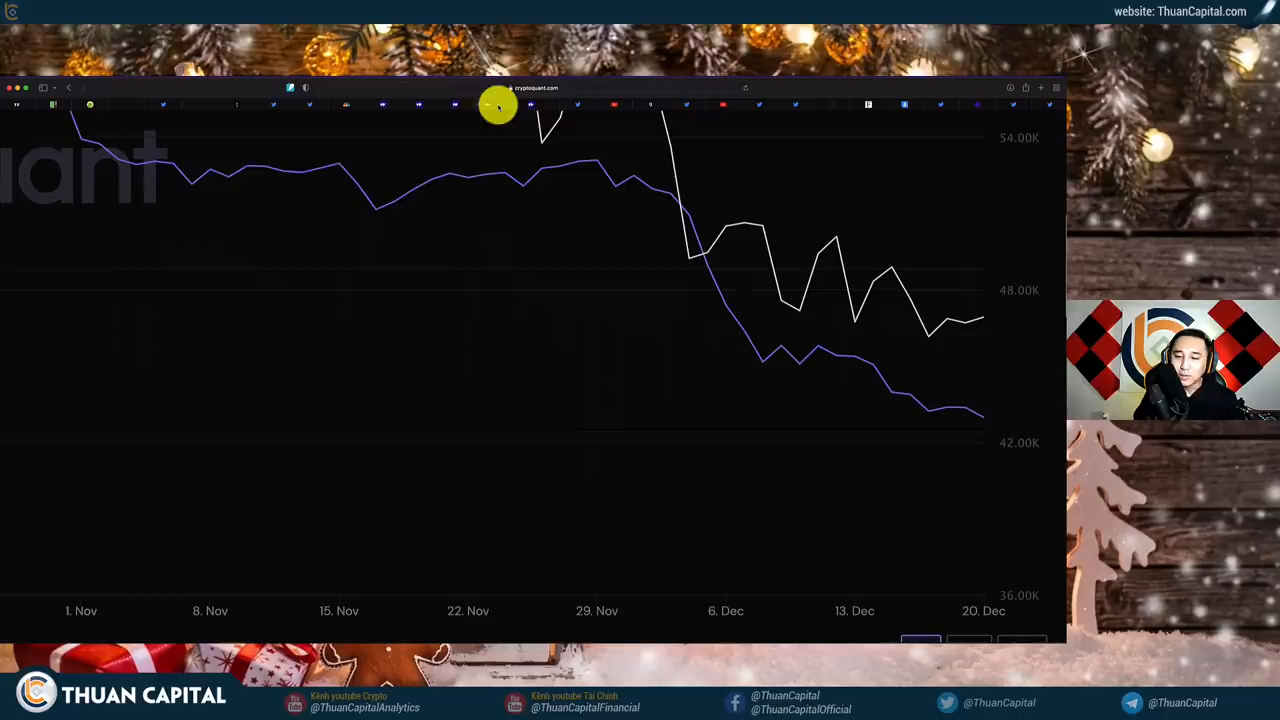 website: ThuanCapital.com
cryptoquant.com
uant
54.00K
48.00K
42.00K
36.00K
1. Nov
8. Nov
15. Nov
22. Nov
29. Nov
6. Dec
13. Dec
20. Dec
THUAN CAPITAL
Kênh youtube Crypto
@ThuanCapitalAnalytics
Kênh youtube Tài Chính
@ThuanCapitalFinancial
@ThuanCapital
@ThuanCapitalOfficial
@ThuanCapital
@ThuanCapital